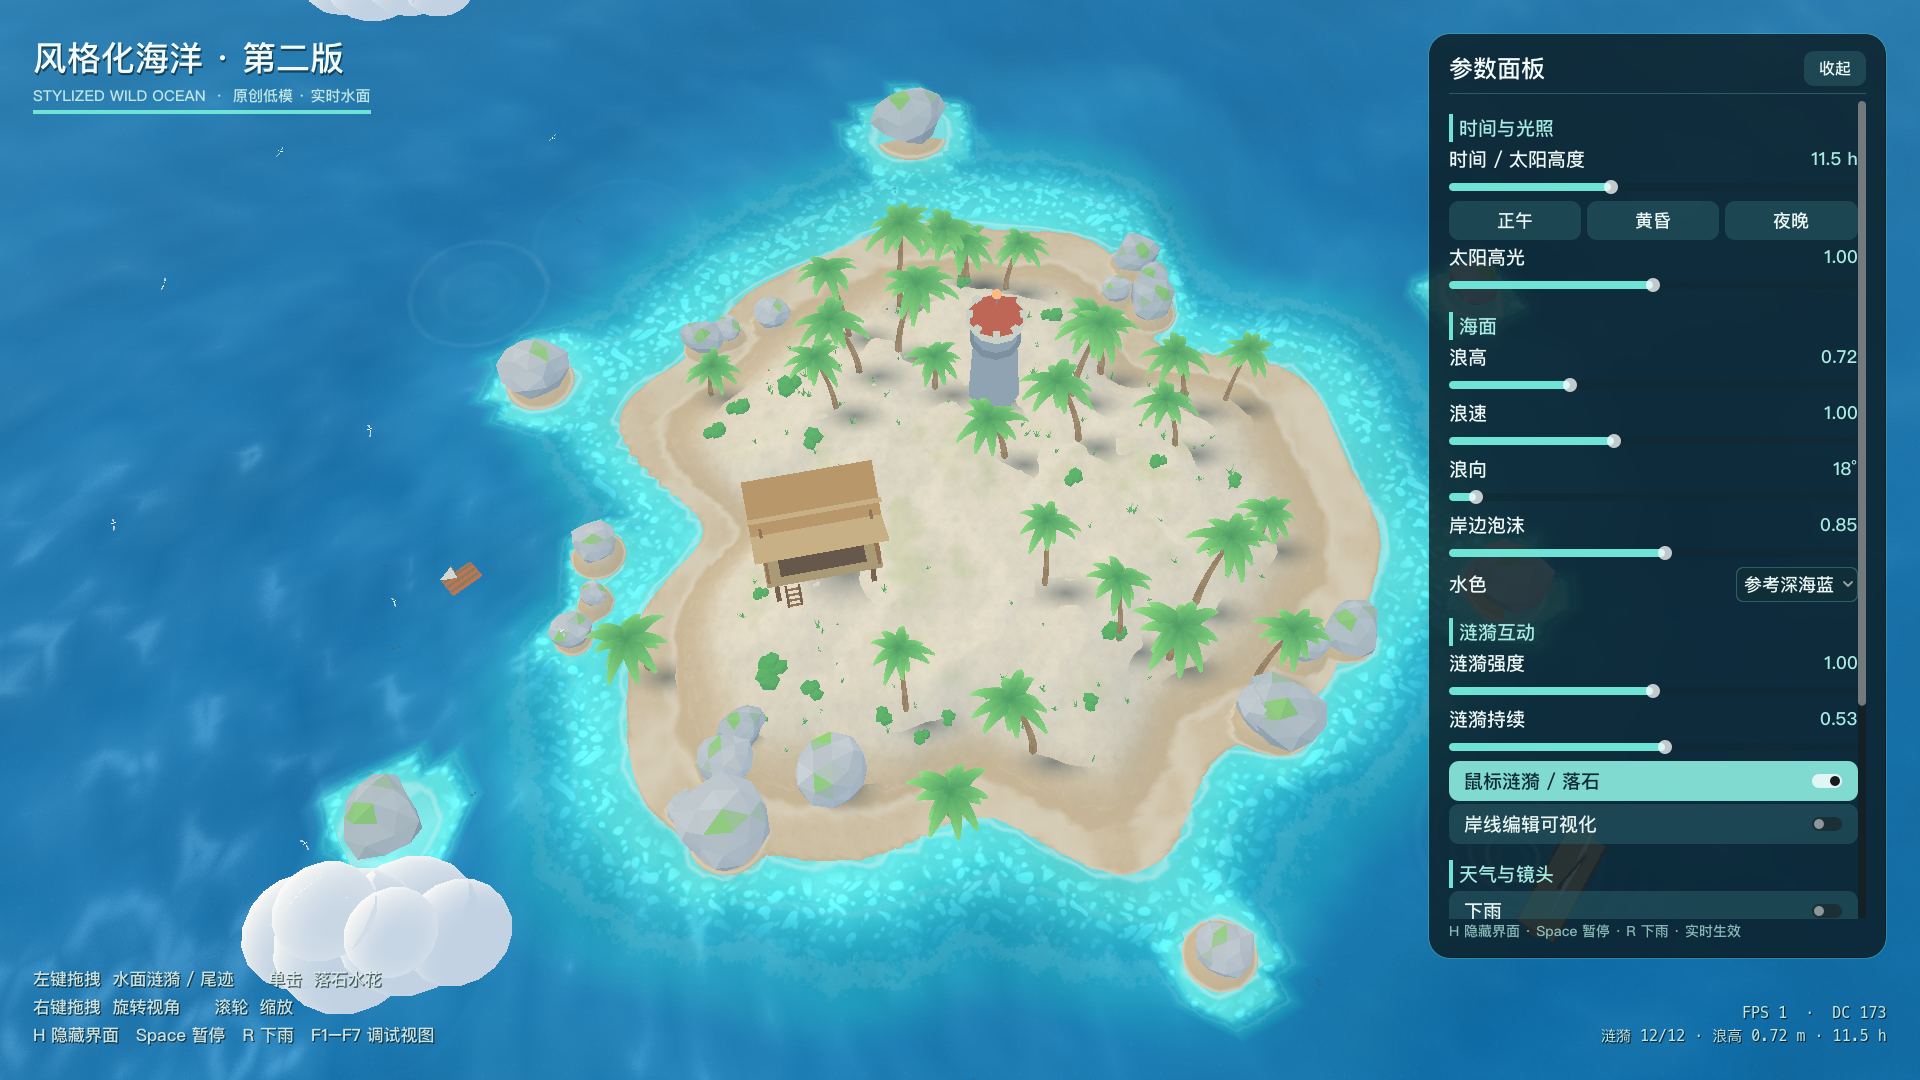 风格化海洋 · 第二版
STYLIZED WILD OCEAN · 原创低模 · 实时水面
参数面板
收起
时间与光照
时间 / 太阳高度 11.5 h
正午 黄昏 夜晚
太阳高光 1.00
海面
浪高 0.72
浪速 1.00
浪向 18°
岸边泡沫 0.85
水色 参考深海蓝
涟漪互动
涟漪强度 1.00
涟漪持续 0.53
鼠标涟漪 / 落石
岸线编辑可视化
天气与镜头
下雨
H 隐藏界面 · Space 暂停 · R 下雨 · 实时生效
左键拖拽 水面涟漪 / 尾迹 单击 落石水花
右键拖拽 旋转视角 滚轮 缩放
H 隐藏界面 Space 暂停 R 下雨 F1—F7 调试视图
FPS 1 · DC 173
涟漪 12/12 · 浪高 0.72 m · 11.5 h